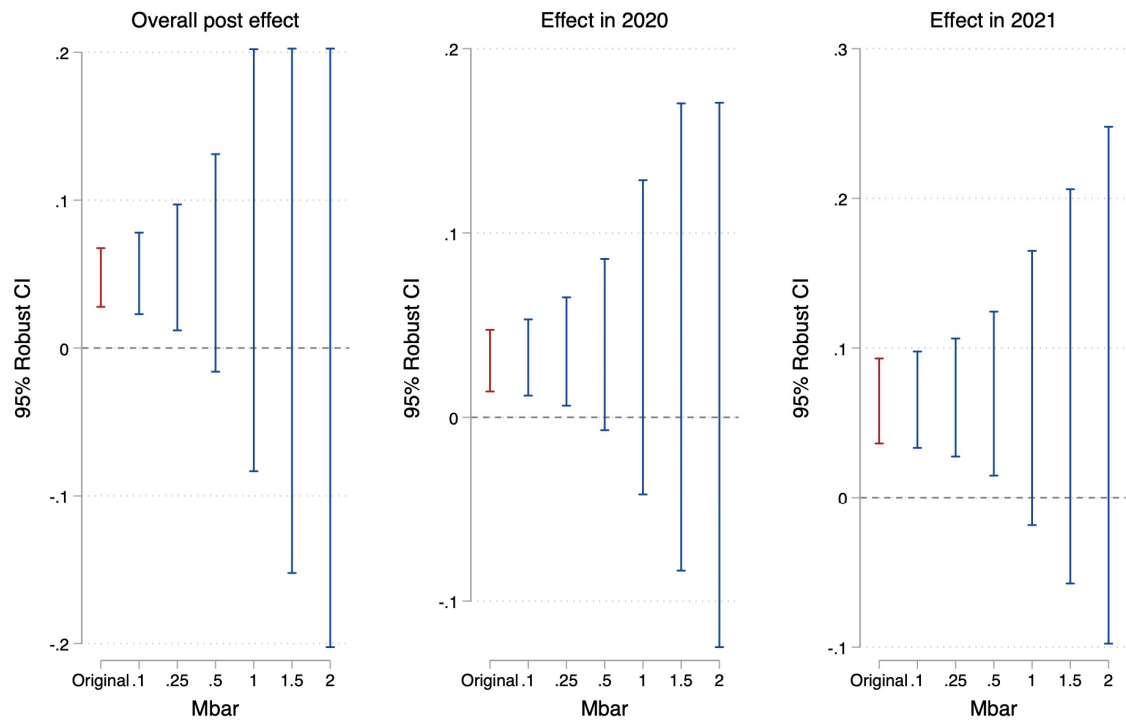 Overall post effect
.2
.1
0
-.1
-.2
95% Robust CI
Original .1 .25 .5 1 1.5 2
Mbar
Effect in 2020
.2
.1
0
-.1
95% Robust CI
Original .1 .25 .5 1 1.5 2
Mbar
Effect in 2021
.3
.2
.1
0
-.1
95% Robust CI
Original .1 .25 .5 1 1.5 2
Mbar